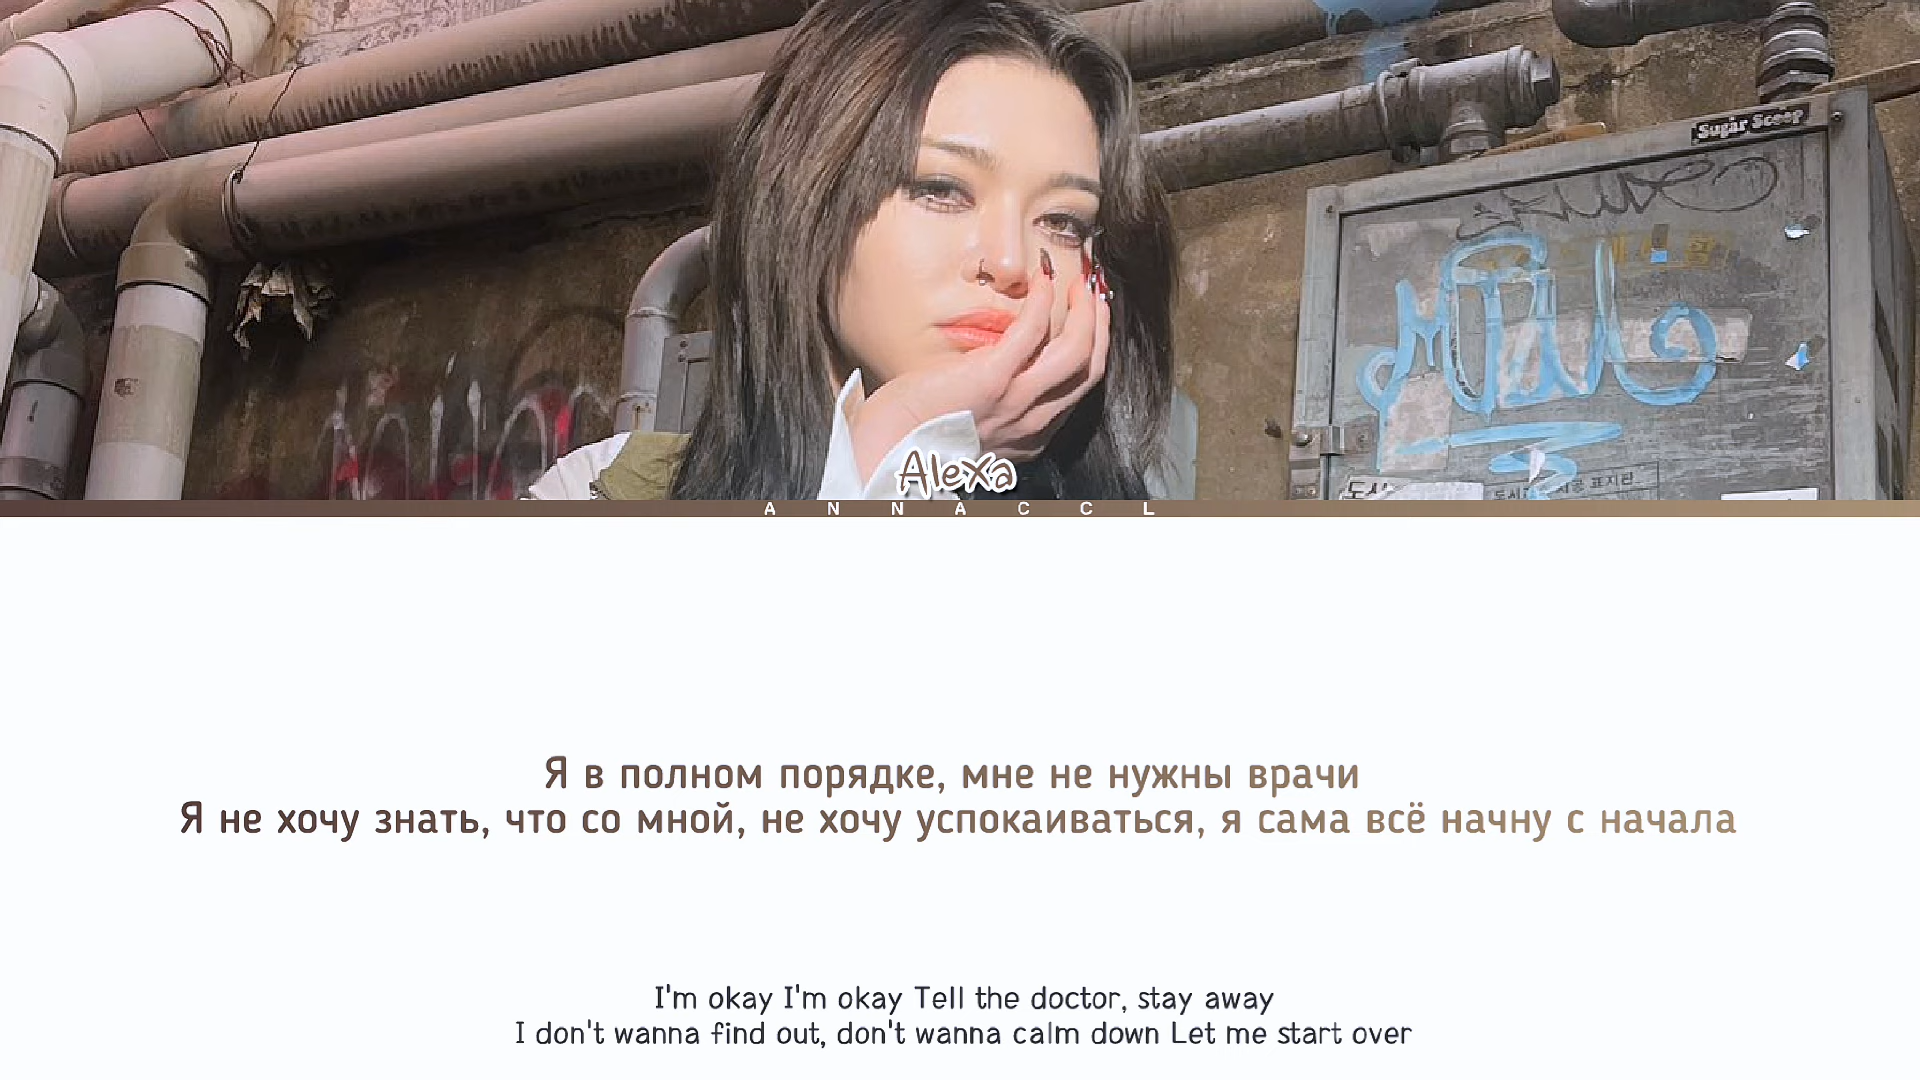 Sugar Scoop
Alexa
ANNACCL
Я в полном порядке, мне не нужны врачи
Я не хочу знать, что со мной, не хочу успокаиваться, я сама всё начну с начала
I'm okay I'm okay Tell the doctor, stay away
I don't wanna find out, don't wanna calm down Let me start over